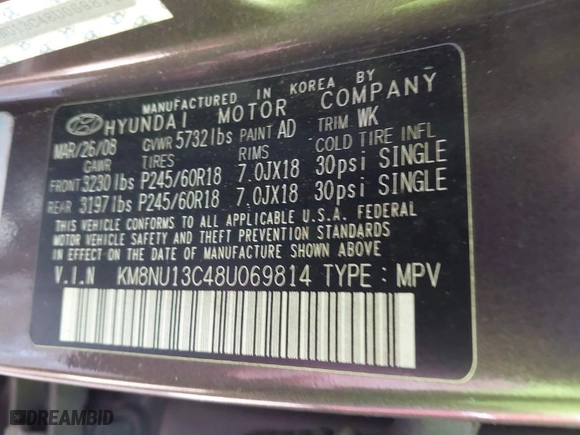 MANUFACTURED IN KOREA BY
HYUNDAI MOTOR COMPANY
MAR/26/08 GVWR 5732lbs PAINT AD TRIM WK
GAWR TIRES RIMS COLD TIRE INFL
FRONT 3230lbs P245/60R18 7.0JX18 30psi SINGLE
REAR 3197lbs P245/60R18 7.0JX18 30psi SINGLE
THIS VEHICLE CONFORMS TO ALL APPLICABLE U.S.A. FEDERAL
MOTOR VEHICLE SAFETY AND THEFT PREVENTION STANDARDS
IN EFFECT ON THE DATE OF MANUFACTURE SHOWN ABOVE.
V.I.N KM8NU13C48U069814 TYPE: MPV
DREAMBID